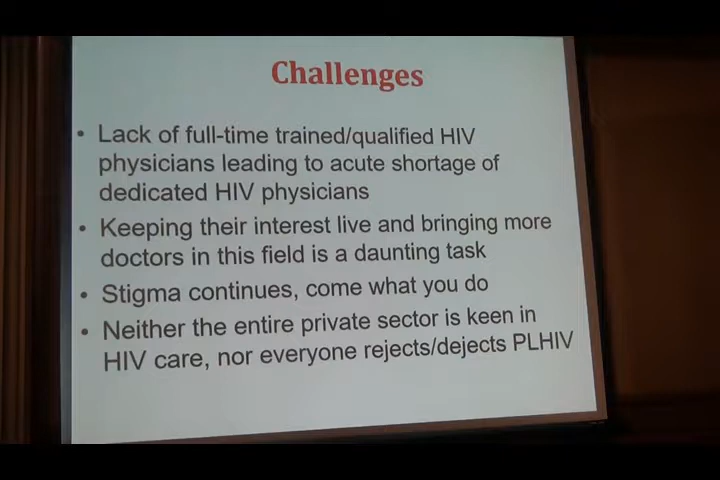 Challenges
• Lack of full-time trained/qualified HIV
physicians leading to acute shortage of
dedicated HIV physicians
• Keeping their interest live and bringing more
doctors in this field is a daunting task
• Stigma continues, come what you do
• Neither the entire private sector is keen in
HIV care, nor everyone rejects/dejects PLHIV